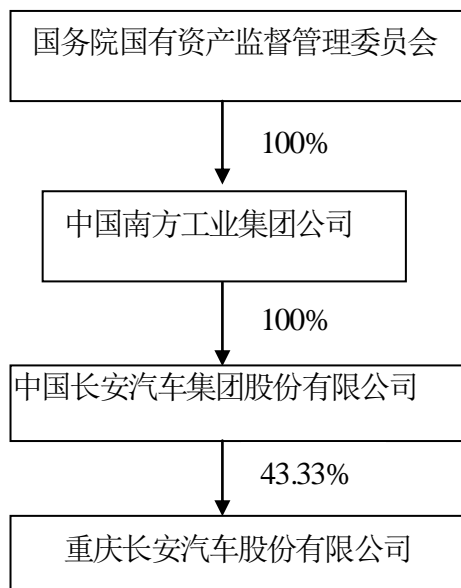 国务院国有资产监督管理委员会
100%
中国南方工业集团公司
100%
中国长安汽车集团股份有限公司
43.33%
重庆长安汽车股份有限公司